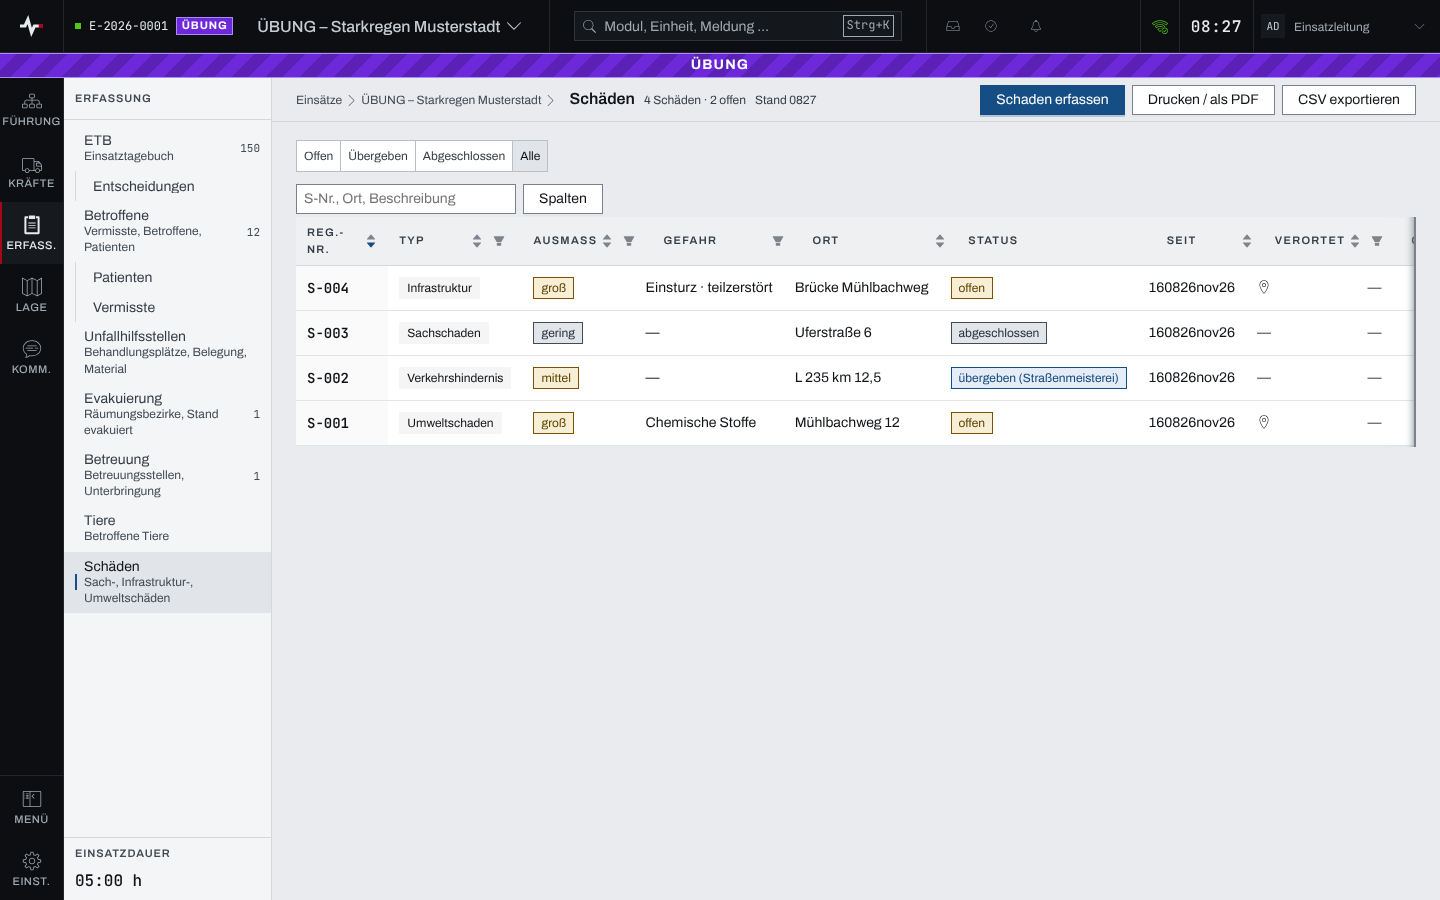 E-2026-0001 ÜBUNG ÜBUNG – Starkregen Musterstadt Modul, Einheit, Meldung ... Strg+K 08:27 AD Einsatzleitung
ÜBUNG
FÜHRUNG
KRÄFTE
ERFASS.
LAGE
KOMM.
MENÜ
EINST.
ERFASSUNG
ETB
Einsatztagebuch
150
Entscheidungen
Betroffene
Vermisste, Betroffene,
Patienten
12
Patienten
Vermisste
Unfallhilfsstellen
Behandlungsplätze, Belegung,
Material
Evakuierung
Räumungsbezirke, Stand
evakuiert
1
Betreuung
Betreuungsstellen,
Unterbringung
1
Tiere
Betroffene Tiere
Schäden
Sach-, Infrastruktur-,
Umweltschäden
EINSATZDAUER
05:00 h
Einsätze ÜBUNG – Starkregen Musterstadt Schäden 4 Schäden · 2 offen Stand 0827 Schaden erfassen Drucken / als PDF CSV exportieren
Offen Übergeben Abgeschlossen Alle
S-Nr., Ort, Beschreibung Spalten
REG.-
NR. TYP AUSMASS GEFAHR ORT STATUS SEIT VERORTET
S-004 Infrastruktur groß Einsturz · teilzerstört Brücke Mühlbachweg offen 160826nov26 —
S-003 Sachschaden gering — Uferstraße 6 abgeschlossen 160826nov26 — —
S-002 Verkehrshindernis mittel — L 235 km 12,5 übergeben (Straßenmeisterei) 160826nov26 — —
S-001 Umweltschaden groß Chemische Stoffe Mühlbachweg 12 offen 160826nov26 —